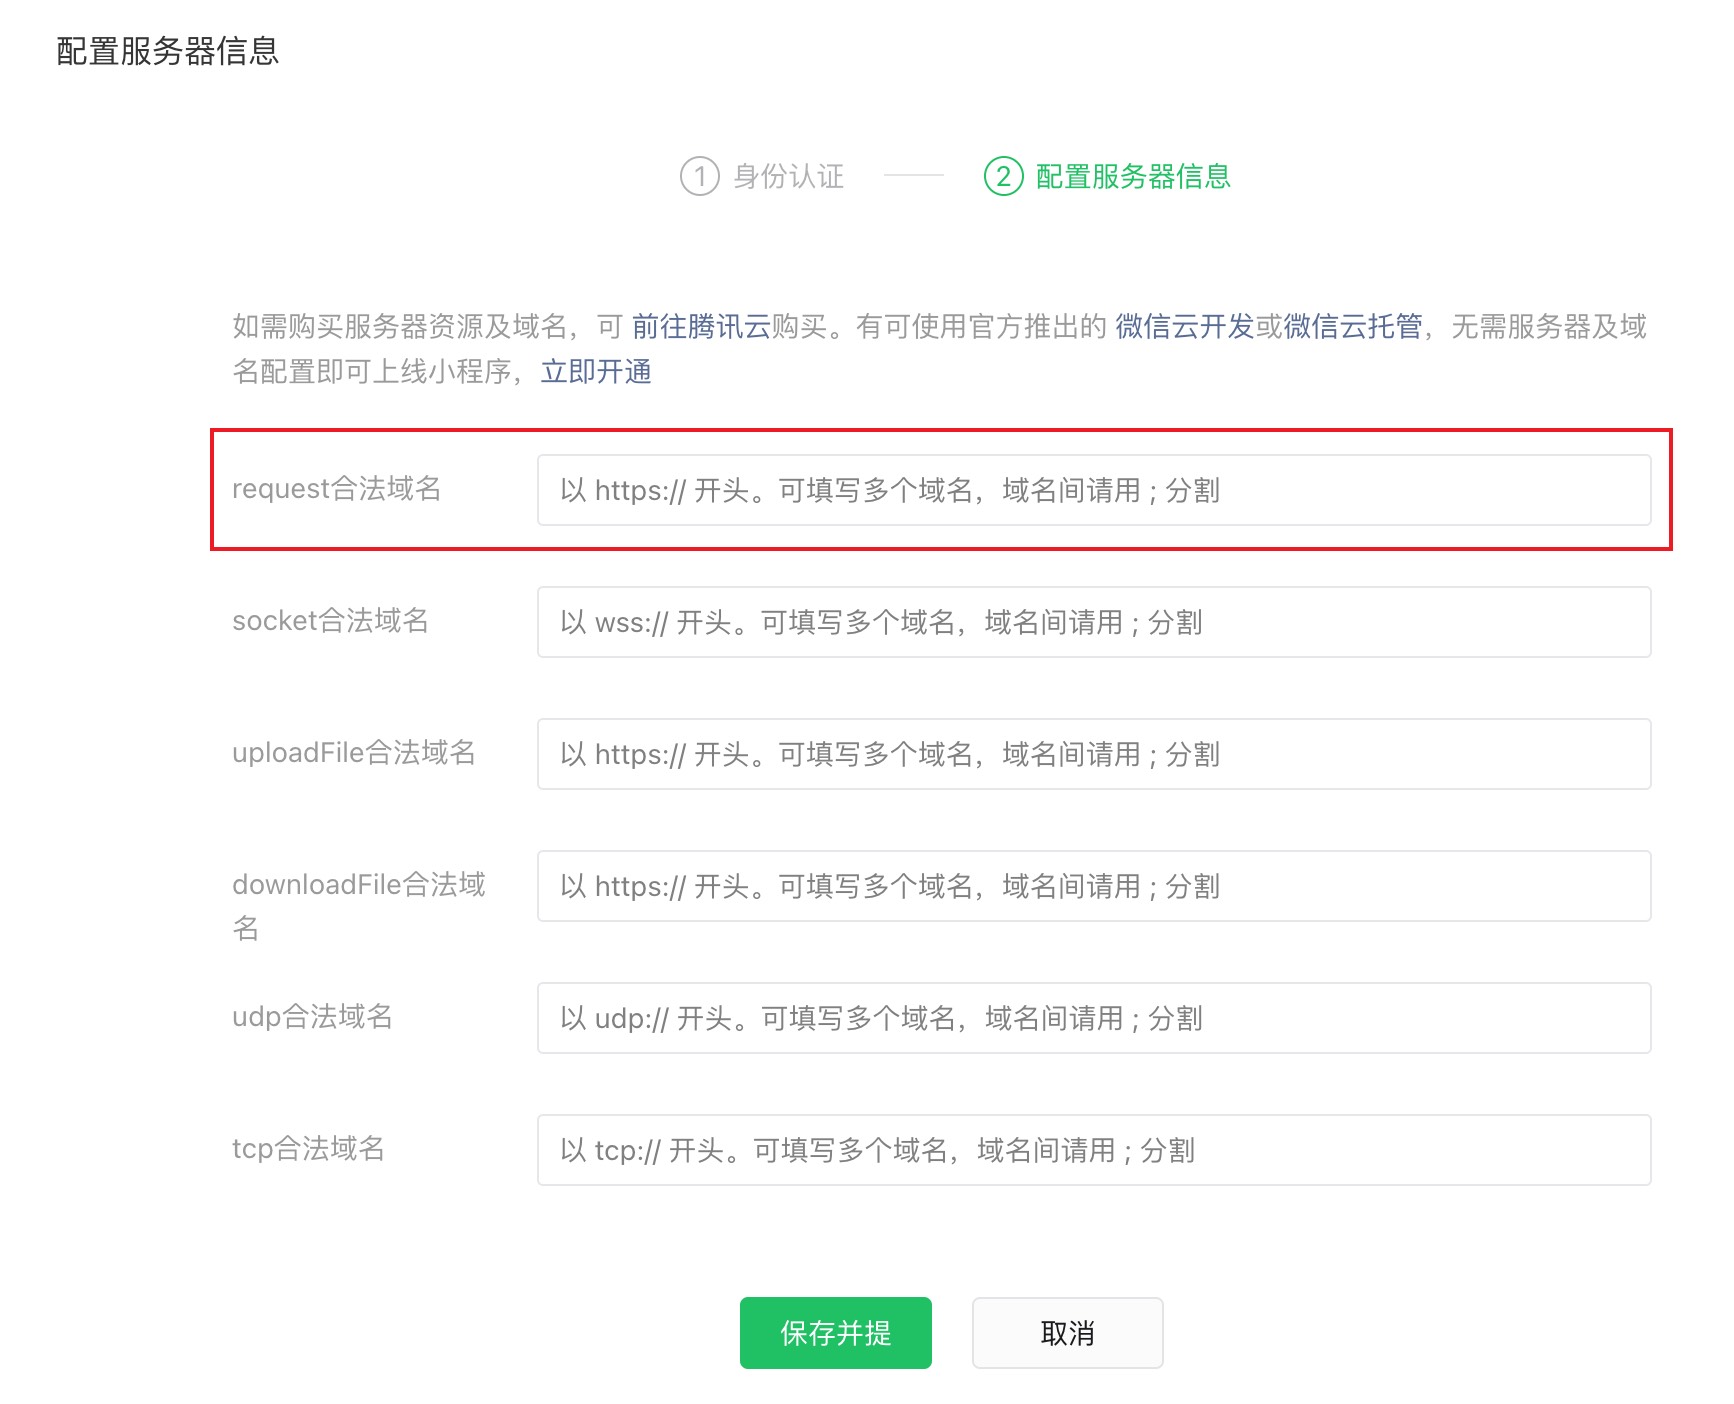 配置服务器信息
1 身份认证
2 配置服务器信息
如需购买服务器资源及域名，可 前往腾讯云购买。有可使用官方推出的 微信云开发或微信云托管，无需服务器及域
名配置即可上线小程序，立即开通
request合法域名
以 https:// 开头。可填写多个域名，域名间请用 ; 分割
socket合法域名
以 wss:// 开头。可填写多个域名，域名间请用 ; 分割
uploadFile合法域名
以 https:// 开头。可填写多个域名，域名间请用 ; 分割
downloadFile合法域
名
以 https:// 开头。可填写多个域名，域名间请用 ; 分割
udp合法域名
以 udp:// 开头。可填写多个域名，域名间请用 ; 分割
tcp合法域名
以 tcp:// 开头。可填写多个域名，域名间请用 ; 分割
保存并提
取消